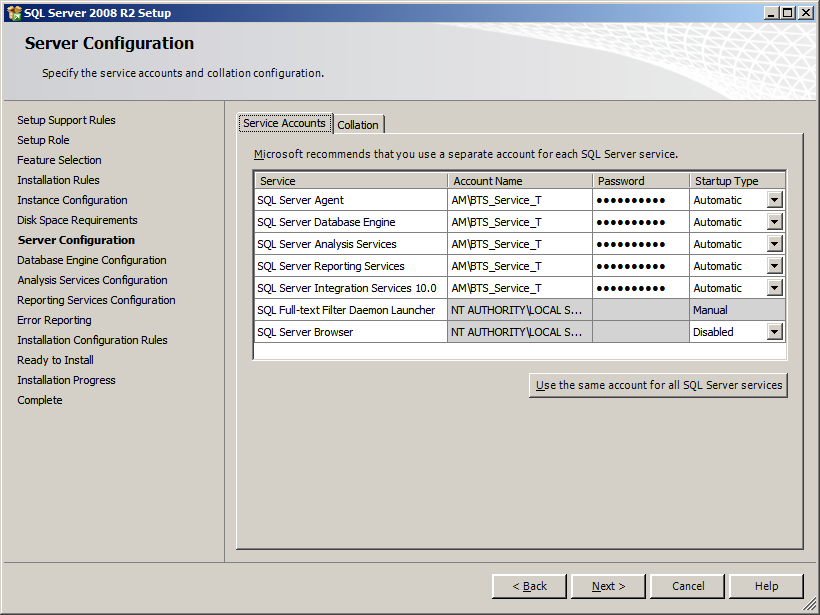 SQL Server 2008 R2 Setup
Server Configuration
Specify the service accounts and collation configuration.
Setup Support Rules
Setup Role
Feature Selection
Installation Rules
Instance Configuration
Disk Space Requirements
Server Configuration
Database Engine Configuration
Analysis Services Configuration
Reporting Services Configuration
Error Reporting
Installation Configuration Rules
Ready to Install
Installation Progress
Complete
Service Accounts Collation
Microsoft recommends that you use a separate account for each SQL Server service.
Service Account Name Password Startup Type
SQL Server Agent AM\BTS_Service_T ●●●●●●●●●● Automatic
SQL Server Database Engine AM\BTS_Service_T ●●●●●●●●●● Automatic
SQL Server Analysis Services AM\BTS_Service_T ●●●●●●●●●● Automatic
SQL Server Reporting Services AM\BTS_Service_T ●●●●●●●●●● Automatic
SQL Server Integration Services 10.0 AM\BTS_Service_T ●●●●●●●●●● Automatic
SQL Full-text Filter Daemon Launcher NT AUTHORITY\LOCAL S... Manual
SQL Server Browser NT AUTHORITY\LOCAL S... Disabled
Use the same account for all SQL Server services
< Back Next > Cancel Help